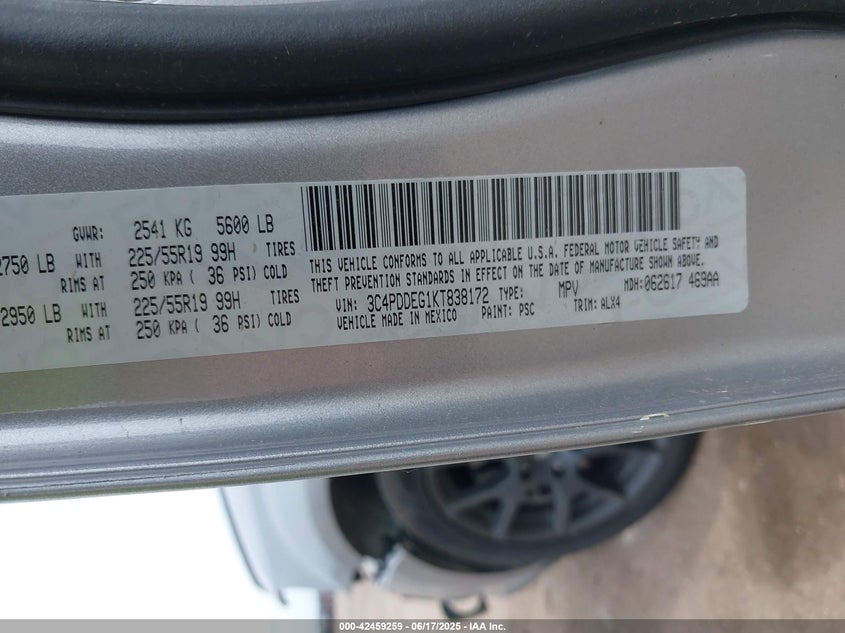 GVWR: 2541 KG 5600 LB
2750 LB WITH 225/55R19 99H TIRES
RIMS AT 250 KPA ( 36 PSI) COLD
2950 LB WITH 225/55R19 99H TIRES
RIMS AT 250 KPA ( 36 PSI) COLD
THIS VEHICLE CONFORMS TO ALL APPLICABLE U.S.A. FEDERAL MOTOR VEHICLE SAFETY AND
THEFT PREVENTION STANDARDS IN EFFECT ON THE DATE OF MANUFACTURE SHOWN ABOVE.
VIN: 3C4PDDEG1KT838172 TYPE: MPV MDH: 062617 469AA
VEHICLE MADE IN MEXICO PAINT: PSC TRIM: ALX4
000-42459259 - 06/17/2025 - IAA Inc.